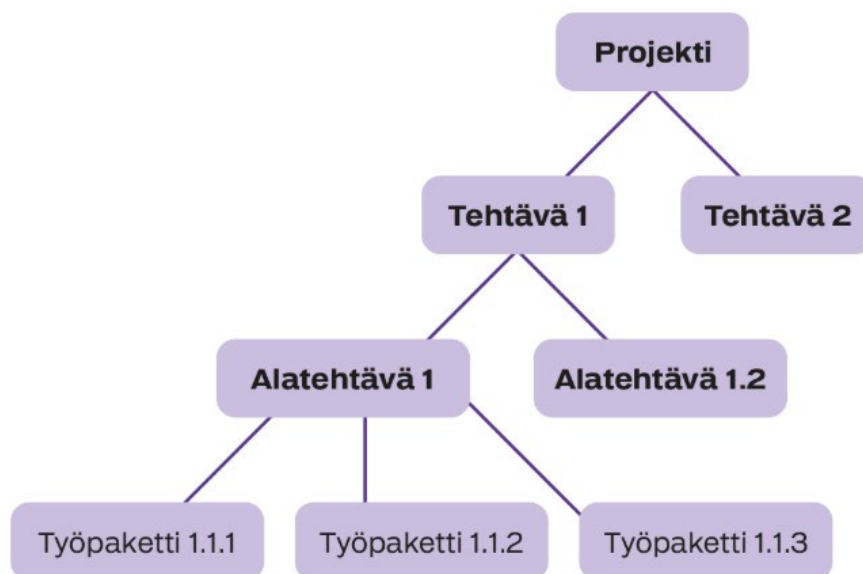 Projekti
Tehtävä 1
Tehtävä 2
Alatehtävä 1
Alatehtävä 1.2
Työpaketti 1.1.1
Työpaketti 1.1.2
Työpaketti 1.1.3